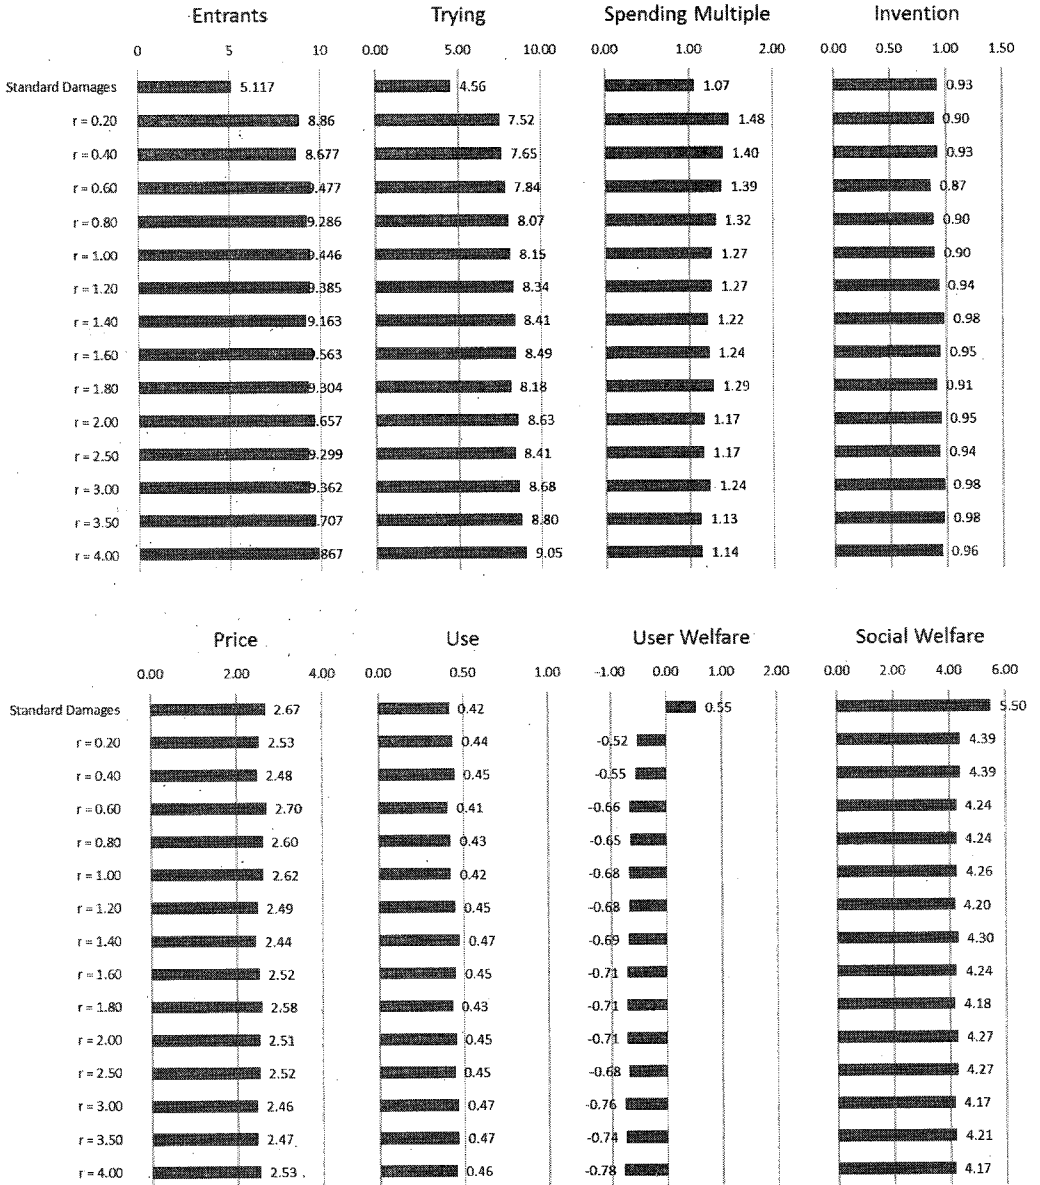 Entrants Trying Spending Multiple Invention
0 5 10 0.00 5.00 10.00 0.00 1.00 2.00 0.00 0.50 1.00 1.50
Standard Damages 5.117 4.56 1.07 0.93
r = 0.20 8.86 7.52 1.48 0.90
r = 0.40 8.677 7.65 1.40 0.93
r = 0.60 9.477 7.84 1.39 0.87
r = 0.80 9.286 8.07 1.32 0.90
r = 1.00 9.446 8.15 1.27 0.90
r = 1.20 9.385 8.34 1.27 0.94
r = 1.40 9.163 8.41 1.22 0.98
r = 1.60 9.563 8.49 1.24 0.95
r = 1.80 9.304 8.18 1.29 0.91
r = 2.00 .657 8.63 1.17 0.95
r = 2.50 9.299 8.41 1.17 0.94
r = 3.00 9.362 8.68 1.24 0.98
r = 3.50 .707 8.80 1.13 0.98
r = 4.00 867 9.05 1.14 0.96
Price Use User Welfare Social Welfare
0.00 2.00 4.00 0.00 0.50 1.00 -1.00 0.00 1.00 2.00 0.00 2.00 4.00 6.00
Standard Damages 2.67 0.42 0.55 5.50
r = 0.20 2.53 0.44 -0.52 4.39
r = 0.40 2.48 0.45 -0.55 4.39
r = 0.60 2.70 0.41 -0.66 4.24
r = 0.80 2.60 0.43 -0.65 4.24
r = 1.00 2.62 0.42 -0.68 4.26
r = 1.20 2.49 0.45 -0.68 4.20
r = 1.40 2.44 0.47 -0.69 4.30
r = 1.60 2.52 0.45 -0.71 4.24
r = 1.80 2.58 0.43 -0.71 4.18
r = 2.00 2.51 0.45 -0.71 4.27
r = 2.50 2.52 0.45 -0.68 4.27
r = 3.00 2.46 0.47 -0.76 4.17
r = 3.50 2.47 0.47 -0.74 4.21
r = 4.00 2.53 0.46 -0.78 4.17